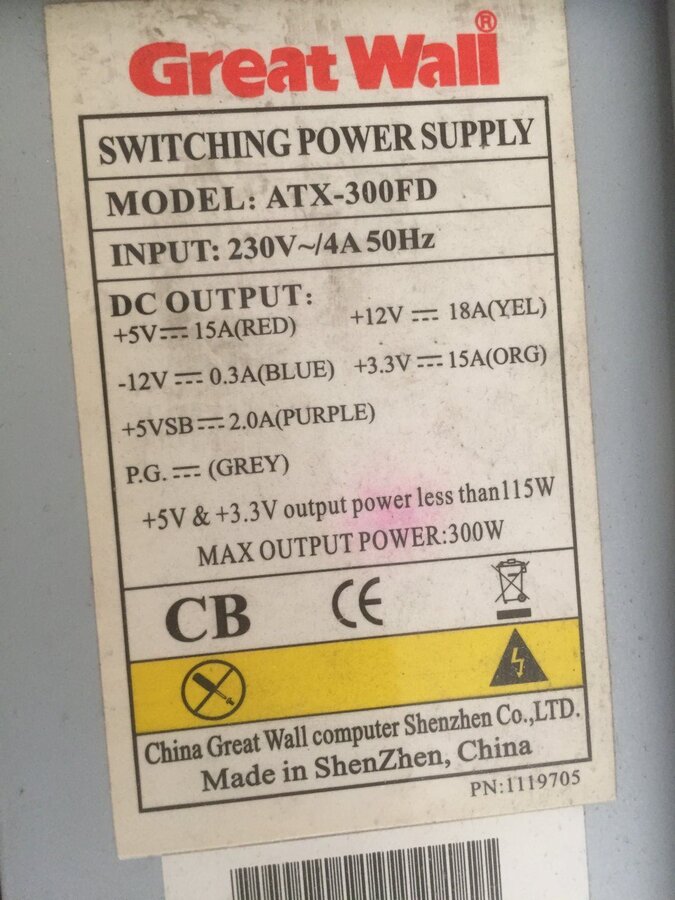 Great Wall®
SWITCHING POWER SUPPLY
MODEL: ATX-300FD
INPUT: 230V~/4A 50Hz
DC OUTPUT:
+5V⎓15A(RED) +12V⎓18A(YEL)
-12V⎓0.3A(BLUE) +3.3V⎓15A(ORG)
+5VSB⎓2.0A(PURPLE)
P.G.⎓(GREY)
+5V & +3.3V output power less than115W
MAX OUTPUT POWER:300W
CB CE
China Great Wall computer Shenzhen Co.,LTD.
Made in ShenZhen, China
PN:1119705